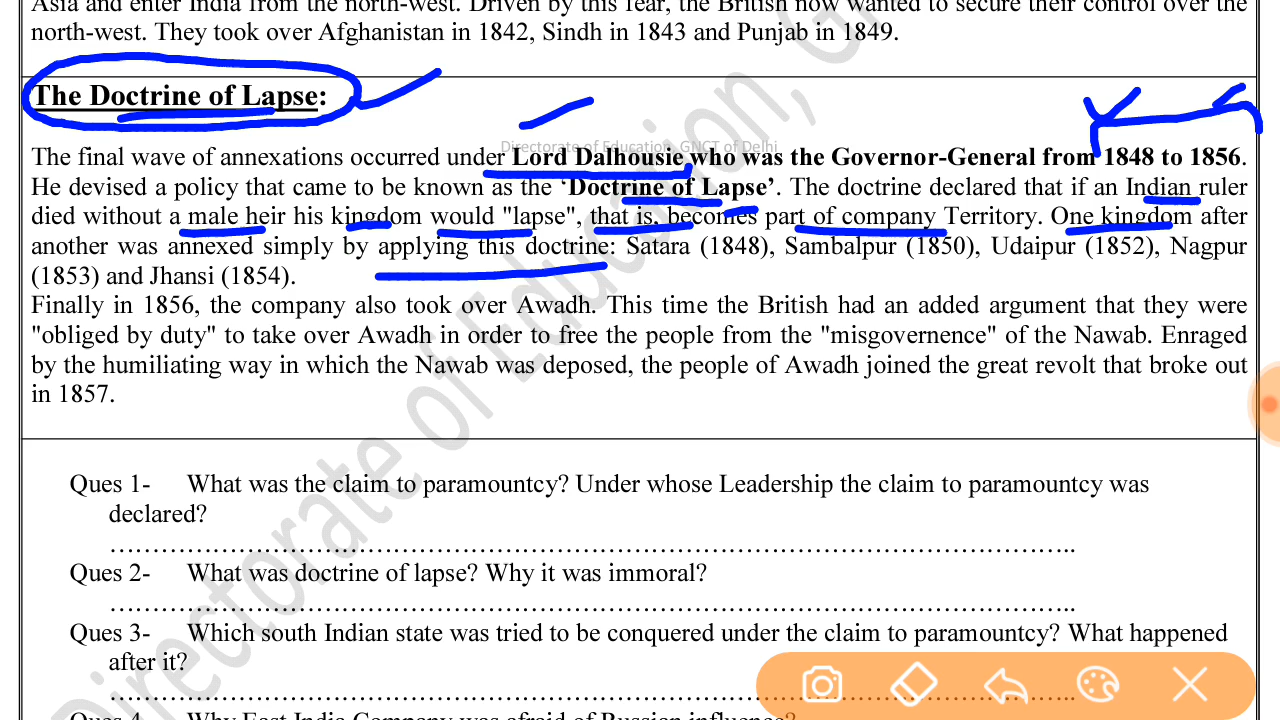 Asia and enter India from the north-west. Driven by this fear, the British now wanted to secure their control over the
north-west. They took over Afghanistan in 1842, Sindh in 1843 and Punjab in 1849.
The Doctrine of Lapse:
Directorate of Education, GNCT of Delhi
The final wave of annexations occurred under Lord Dalhousie who was the Governor-General from 1848 to 1856.
He devised a policy that came to be known as the ‘Doctrine of Lapse’. The doctrine declared that if an Indian ruler
died without a male heir his kingdom would "lapse", that is, becomes part of company Territory. One kingdom after
another was annexed simply by applying this doctrine: Satara (1848), Sambalpur (1850), Udaipur (1852), Nagpur
(1853) and Jhansi (1854).
Finally in 1856, the company also took over Awadh. This time the British had an added argument that they were
"obliged by duty" to take over Awadh in order to free the people from the "misgovernence" of the Nawab. Enraged
by the humiliating way in which the Nawab was deposed, the people of Awadh joined the great revolt that broke out
in 1857.
Directorate of Education, G
Ques 1- What was the claim to paramountcy? Under whose Leadership the claim to paramountcy was
declared?
Ques 2- What was doctrine of lapse? Why it was immoral?
Ques 3- Which south Indian state was tried to be conquered under the claim to paramountcy? What happened
after it?
Ques 4- Why East India Company was afraid of Russian influence?